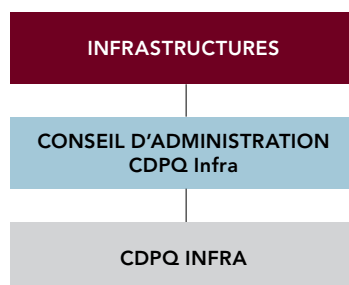 INFRASTRUCTURES
CONSEIL D'ADMINISTRATION
CDPQ Infra
CDPQ INFRA